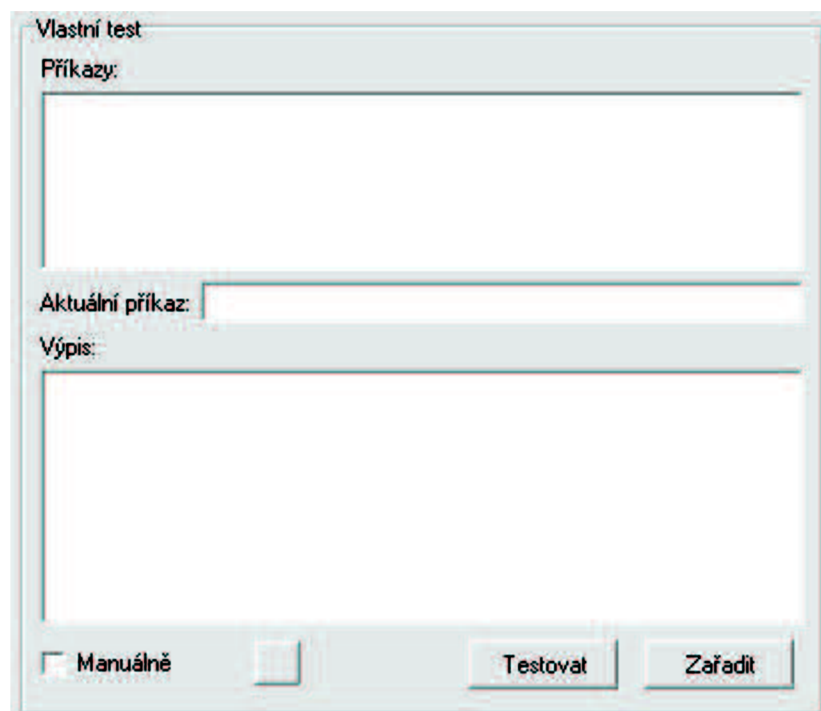 Vlastní test
Příkazy:
Aktuální příkaz:
Výpis:
Manuálně
Testovat
Zařadit